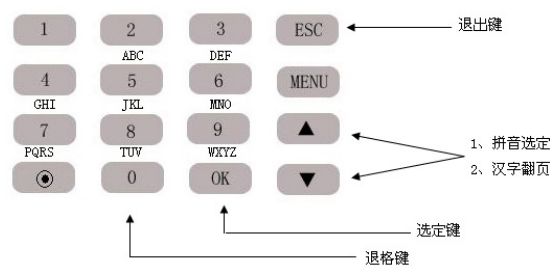 1 2 3 ESC 退出键
ABC DEF
4 5 6 MENU
GHI JKL MNO
7 8 9 ▲ 1、拼音选定
PQRS TUV WXYZ 2、汉字翻页
0 OK ▼
选定键
退格键